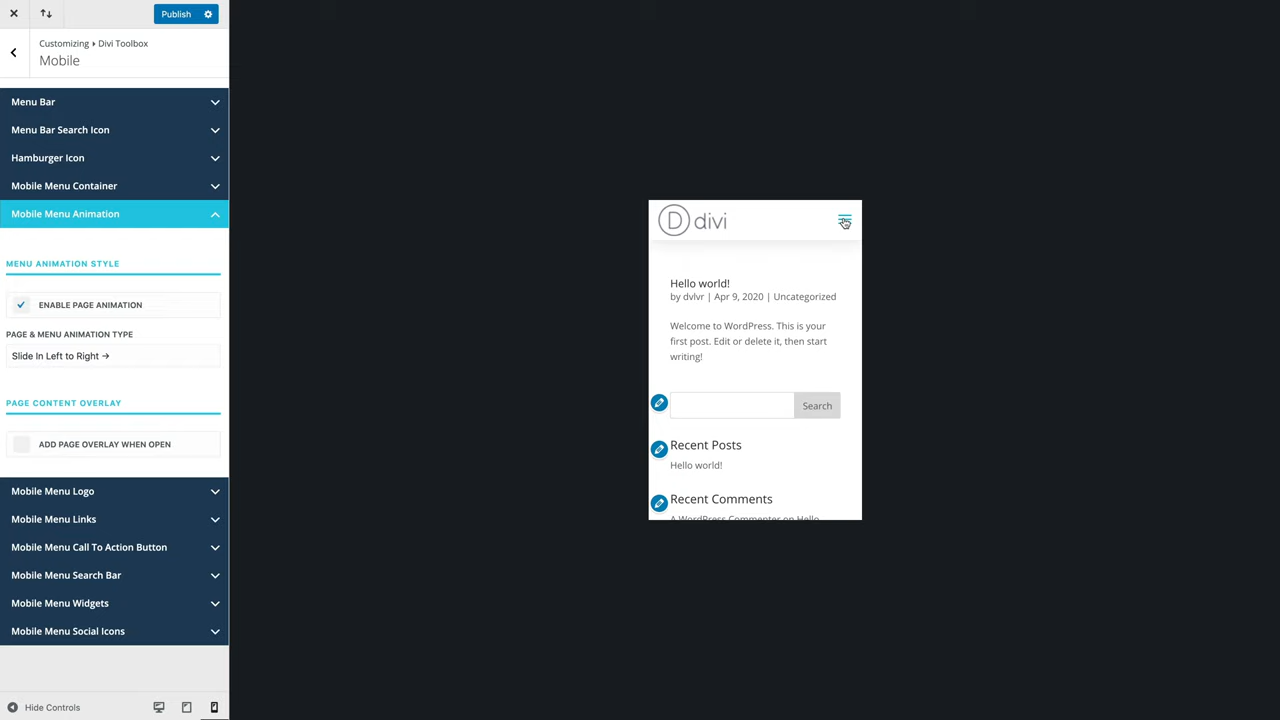 Publish
Customizing ▸ Divi Toolbox
Mobile
Menu Bar
Menu Bar Search Icon
Hamburger Icon
Mobile Menu Container
Mobile Menu Animation
MENU ANIMATION STYLE
ENABLE PAGE ANIMATION
PAGE & MENU ANIMATION TYPE
Slide In Left to Right →
PAGE CONTENT OVERLAY
ADD PAGE OVERLAY WHEN OPEN
Mobile Menu Logo
Mobile Menu Links
Mobile Menu Call To Action Button
Mobile Menu Search Bar
Mobile Menu Widgets
Mobile Menu Social Icons
Hide Controls
D divi
Hello world!
by dvlvr | Apr 9, 2020 | Uncategorized
Welcome to WordPress. This is your
first post. Edit or delete it, then start
writing!
Search
Recent Posts
Hello world!
Recent Comments
A WordPress Commenter on Hello